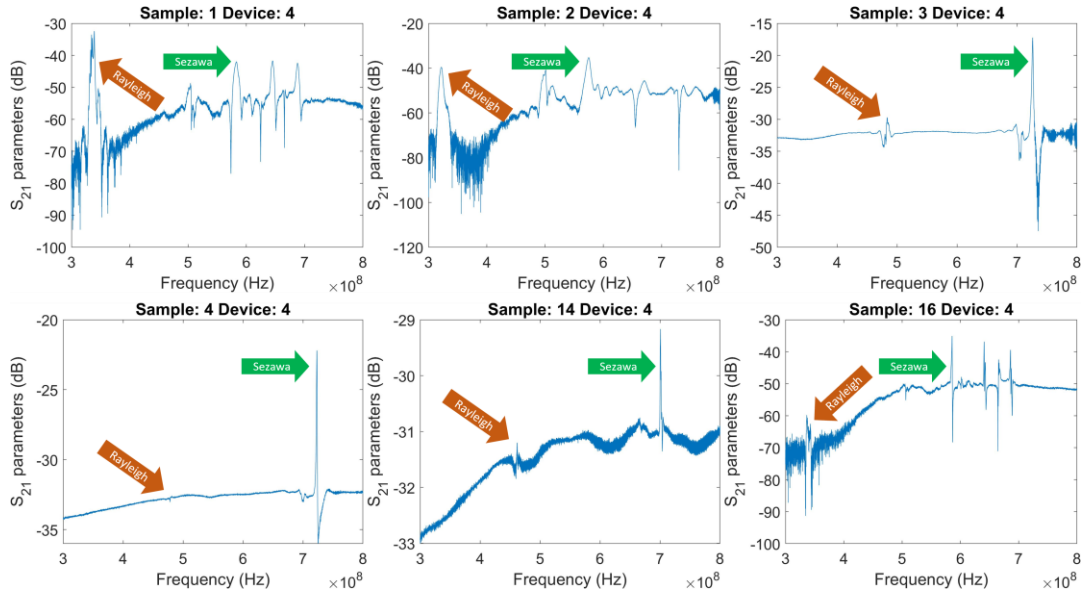 Sample: 1 Device: 4
S21 parameters (dB)
-30
-40
-50
-60
-70
-80
-90
-100
Rayleigh
Sezawa
3 4 5 6 7 8
Frequency (Hz)
×10^8
Sample: 2 Device: 4
S21 parameters (dB)
-20
-40
-60
-80
-100
-120
Rayleigh
Sezawa
3 4 5 6 7 8
Frequency (Hz)
×10^8
Sample: 3 Device: 4
S21 parameters (dB)
-15
-20
-25
-30
-35
-40
-45
-50
Rayleigh
Sezawa
3 4 5 6 7 8
Frequency (Hz)
×10^8
Sample: 4 Device: 4
S21 parameters (dB)
-20
-25
-30
-35
Rayleigh
Sezawa
3 4 5 6 7 8
Frequency (Hz)
×10^8
Sample: 14 Device: 4
S21 parameters (dB)
-29
-30
-31
-32
-33
Rayleigh
Sezawa
3 4 5 6 7 8
Frequency (Hz)
×10^8
Sample: 16 Device: 4
S21 parameters (dB)
-30
-40
-50
-60
-70
-80
-90
-100
Rayleigh
Sezawa
3 4 5 6 7 8
Frequency (Hz)
×10^8